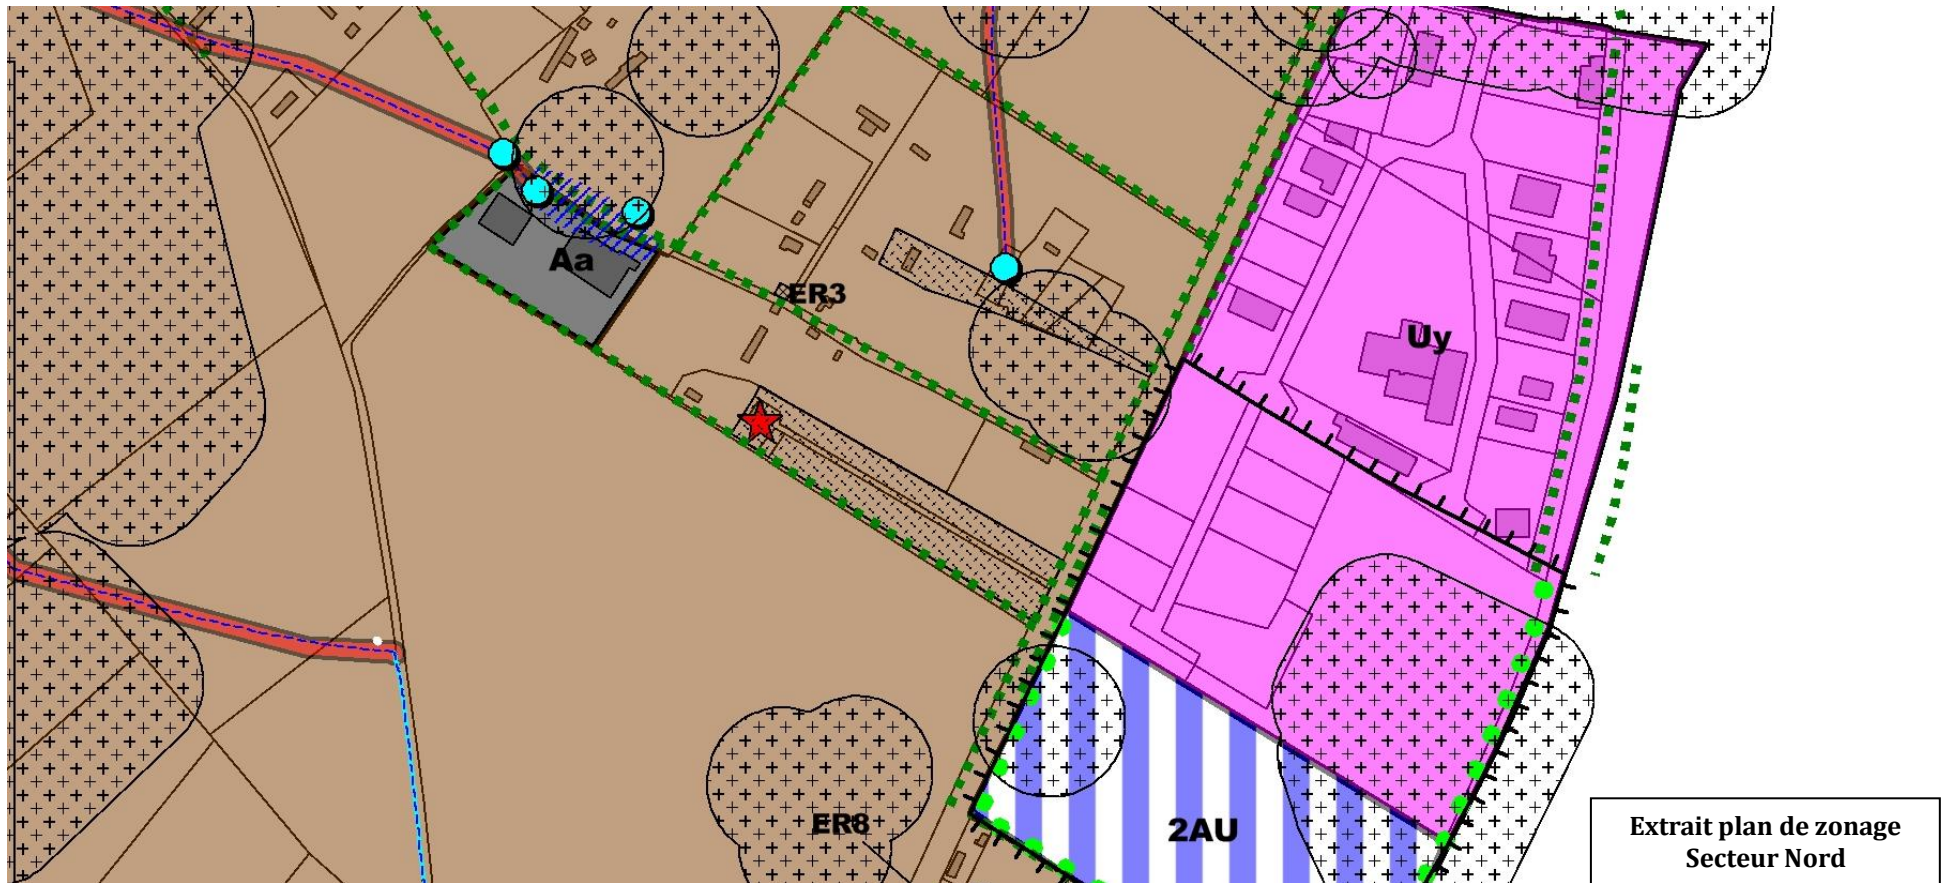 Aa
ER3
Uy
ER8
2AU
Extrait plan de zonage
Secteur Nord